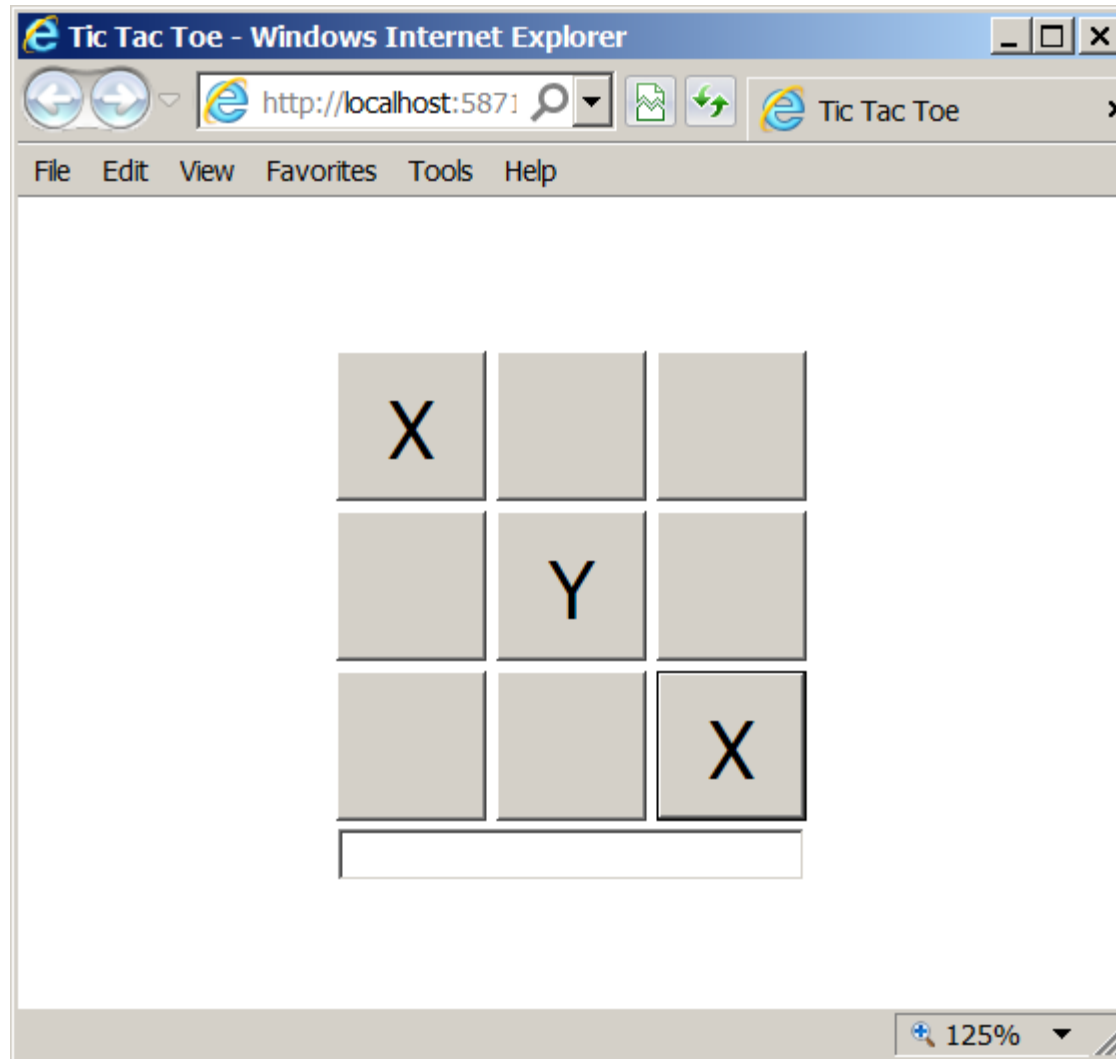 Tic Tac Toe - Windows Internet Explorer
http://localhost:5871 Tic Tac Toe
File Edit View Favorites Tools Help
X
Y
X
125%